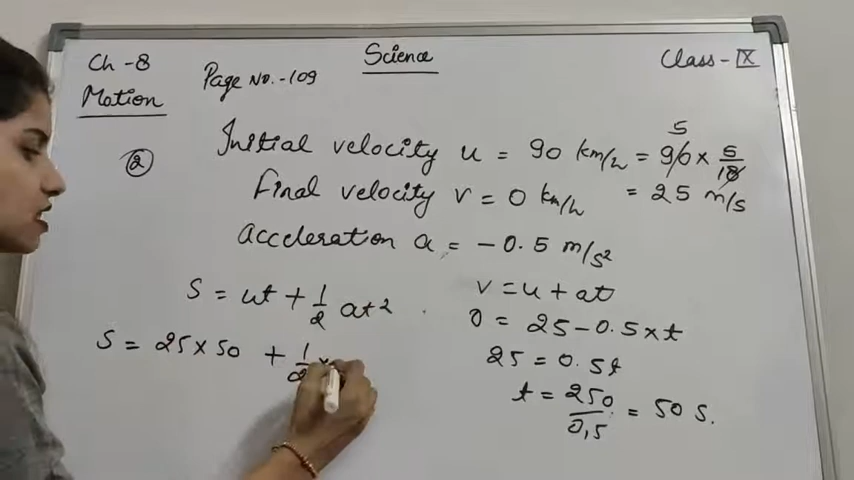 Ch - 8
Motion
Page No. - 109
Science
Class - IX
② Initial velocity u = 90 km/h = 90 × 5/18 5
= 25 m/s
Final velocity v = 0 km/h
acceleration a = -0.5 m/s²
S = ut + 1/2 at²
S = 25 × 50 + 1/2 ×
v = u + at
0 = 25 - 0.5 × t
25 = 0.5t
t = 250/0,5 = 50 s.